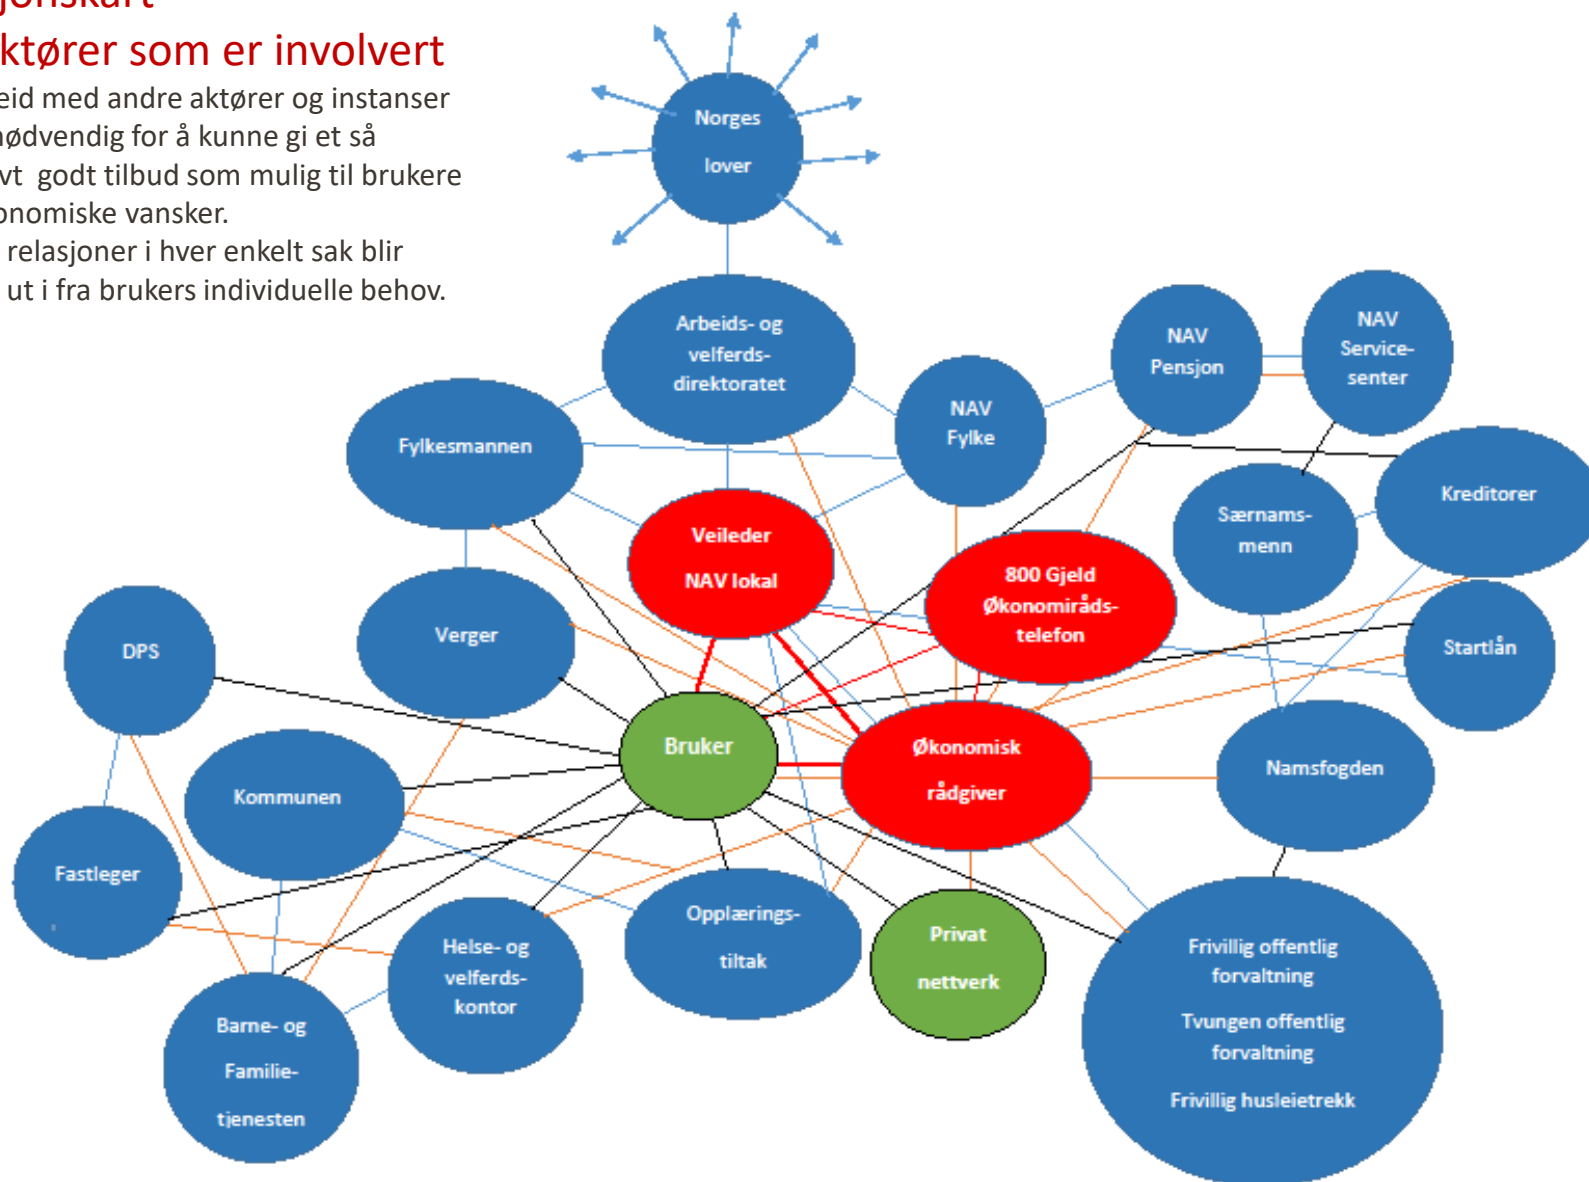 jonskart
ktører som er involvert
eid med andre aktører og instanser
nødvendig for å kunne gi et så
vt godt tilbud som mulig til brukere
onomiske vansker.
relasjoner i hver enkelt sak blir
ut i fra brukers individuelle behov.
Norges
lover
Arbeids- og
velferds-
direktoratet
NAV
Pensjon
NAV
Service-
senter
NAV
Fylke
Fylkesmannen
Kreditorer
Særnams-
menn
Veileder
NAV lokal
800 Gjeld
Økonomiråds-
telefon
Verger
DPS
Startlån
Bruker
Økonomisk
rådgiver
Namsfogden
Kommunen
Fastleger
Opplærings-
tiltak
Privat
nettverk
Helse- og
velferds-
kontor
Frivillig offentlig
forvaltning
Tvungen offentlig
forvaltning
Frivillig husleietrekk
Barne- og
Familie-
tjenesten